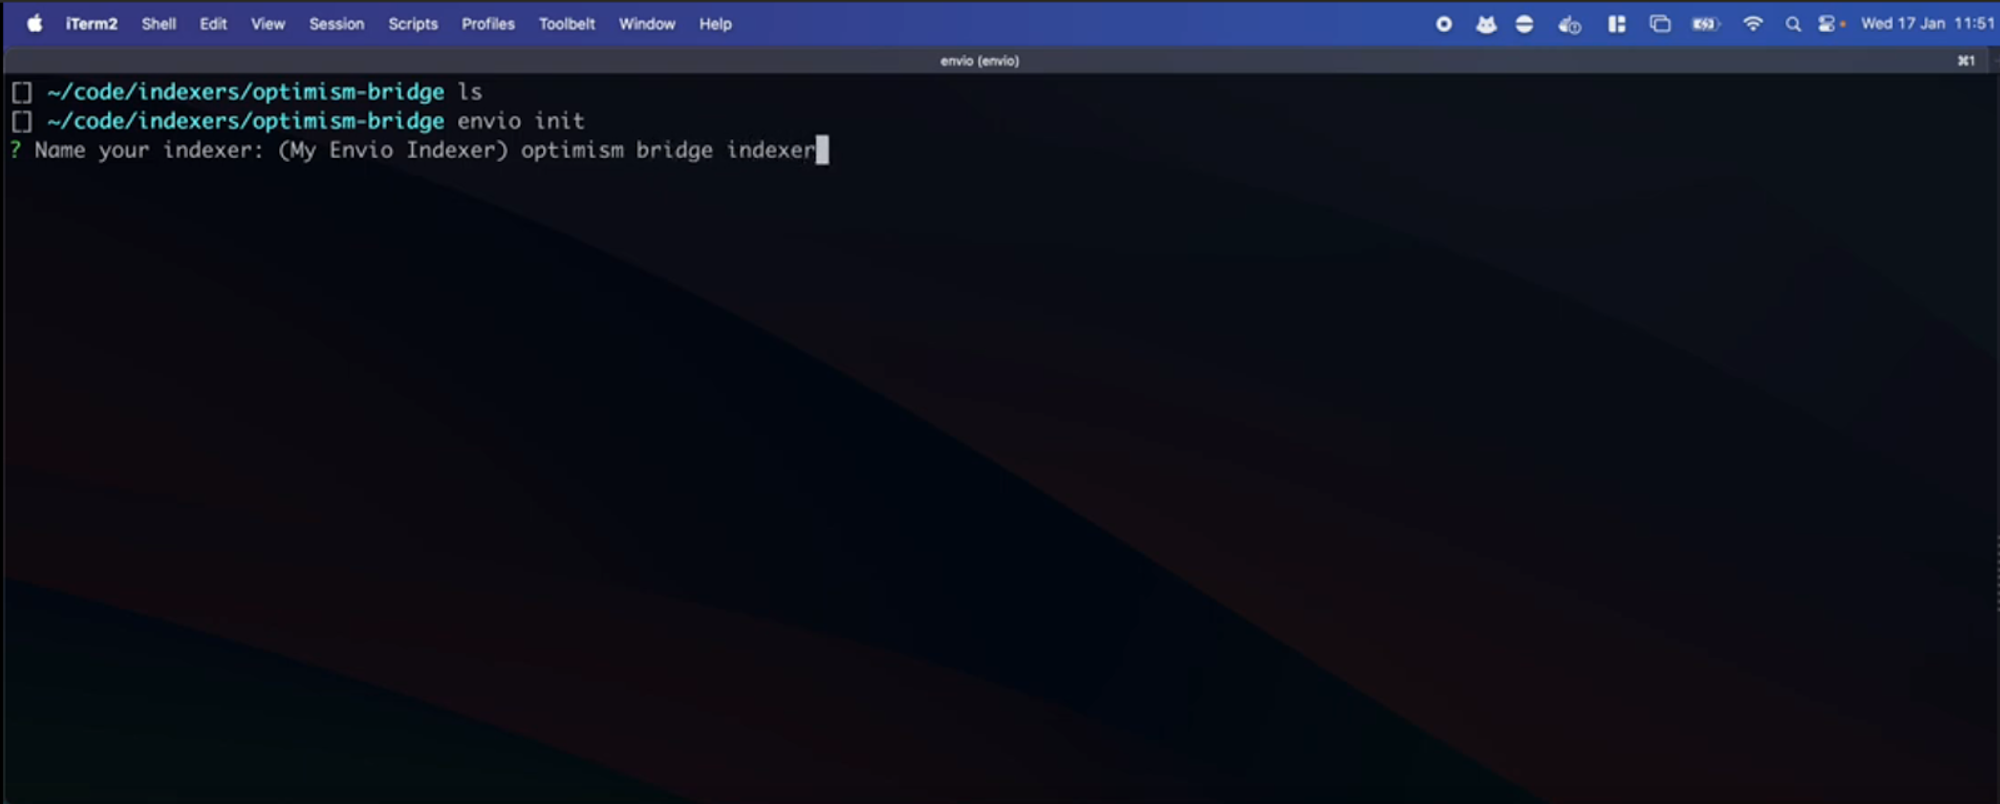 iTerm2 Shell Edit View Session Scripts Profiles Toolbelt Window Help Wed 17 Jan 11:51
envio (envio) ⌘1
[] ~/code/indexers/optimism-bridge ls
[] ~/code/indexers/optimism-bridge envio init
? Name your indexer: (My Envio Indexer) optimism bridge indexer